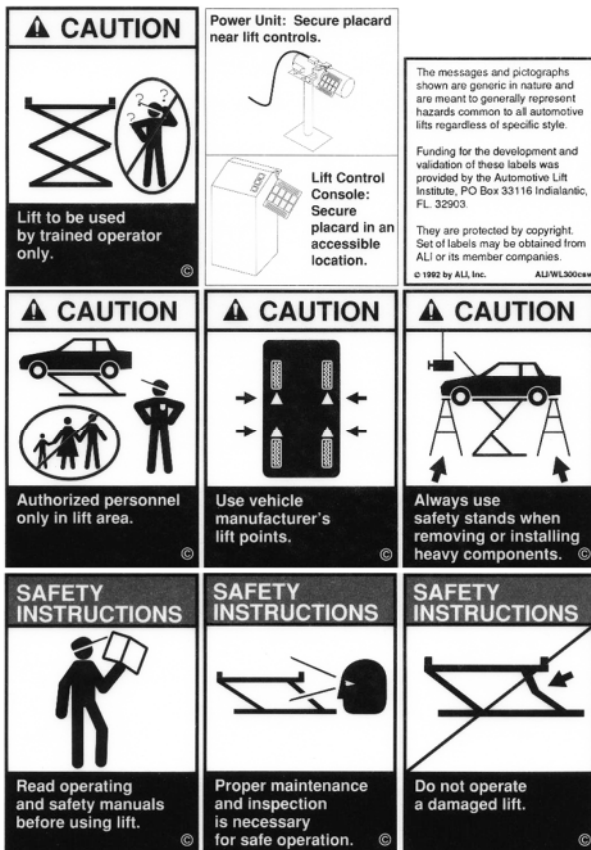 CAUTION
Lift to be used
by trained operator
only.
©
Power Unit: Secure placard
near lift controls.
Lift Control
Console:
Secure
placard in an
accessible
location.
The messages and pictographs
shown are generic in nature and
are meant to generally represent
hazards common to all automotive
lifts regardless of specific style.
Funding for the development and
validation of these labels was
provided by the Automotive Lift
Institute, PO Box 33116 Indialantic,
FL. 32903.
They are protected by copyright.
Set of labels may be obtained from
ALI or its member companies.
© 1992 by ALI, Inc. ALI/WL300csw
CAUTION
Authorized personnel
only in lift area.
©
CAUTION
Use vehicle
manufacturer's
lift points.
©
CAUTION
Always use
safety stands when
removing or installing
heavy components. ©
SAFETY
INSTRUCTIONS
Read operating
and safety manuals
before using lift.
©
SAFETY
INSTRUCTIONS
Proper maintenance
and inspection
is necessary
for safe operation. ©
SAFETY
INSTRUCTIONS
Do not operate
a damaged lift.
©